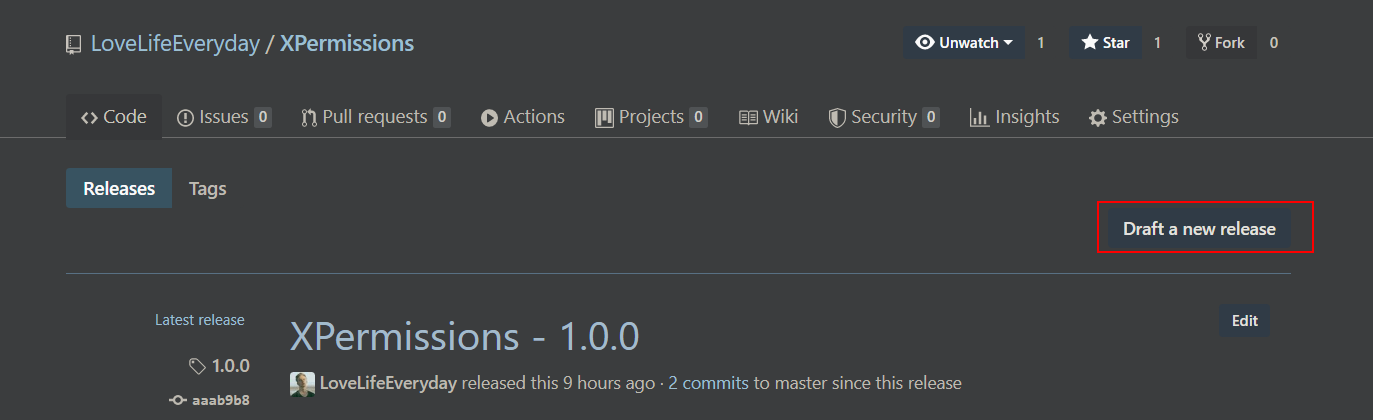 LoveLifeEveryday / XPermissions
Unwatch 1 Star 1 Fork 0
Code Issues 0 Pull requests 0 Actions Projects 0 Wiki Security 0 Insights Settings
Releases Tags
Draft a new release
Latest release
XPermissions - 1.0.0
Edit
1.0.0
LoveLifeEveryday released this 9 hours ago · 2 commits to master since this release
aaab9b8